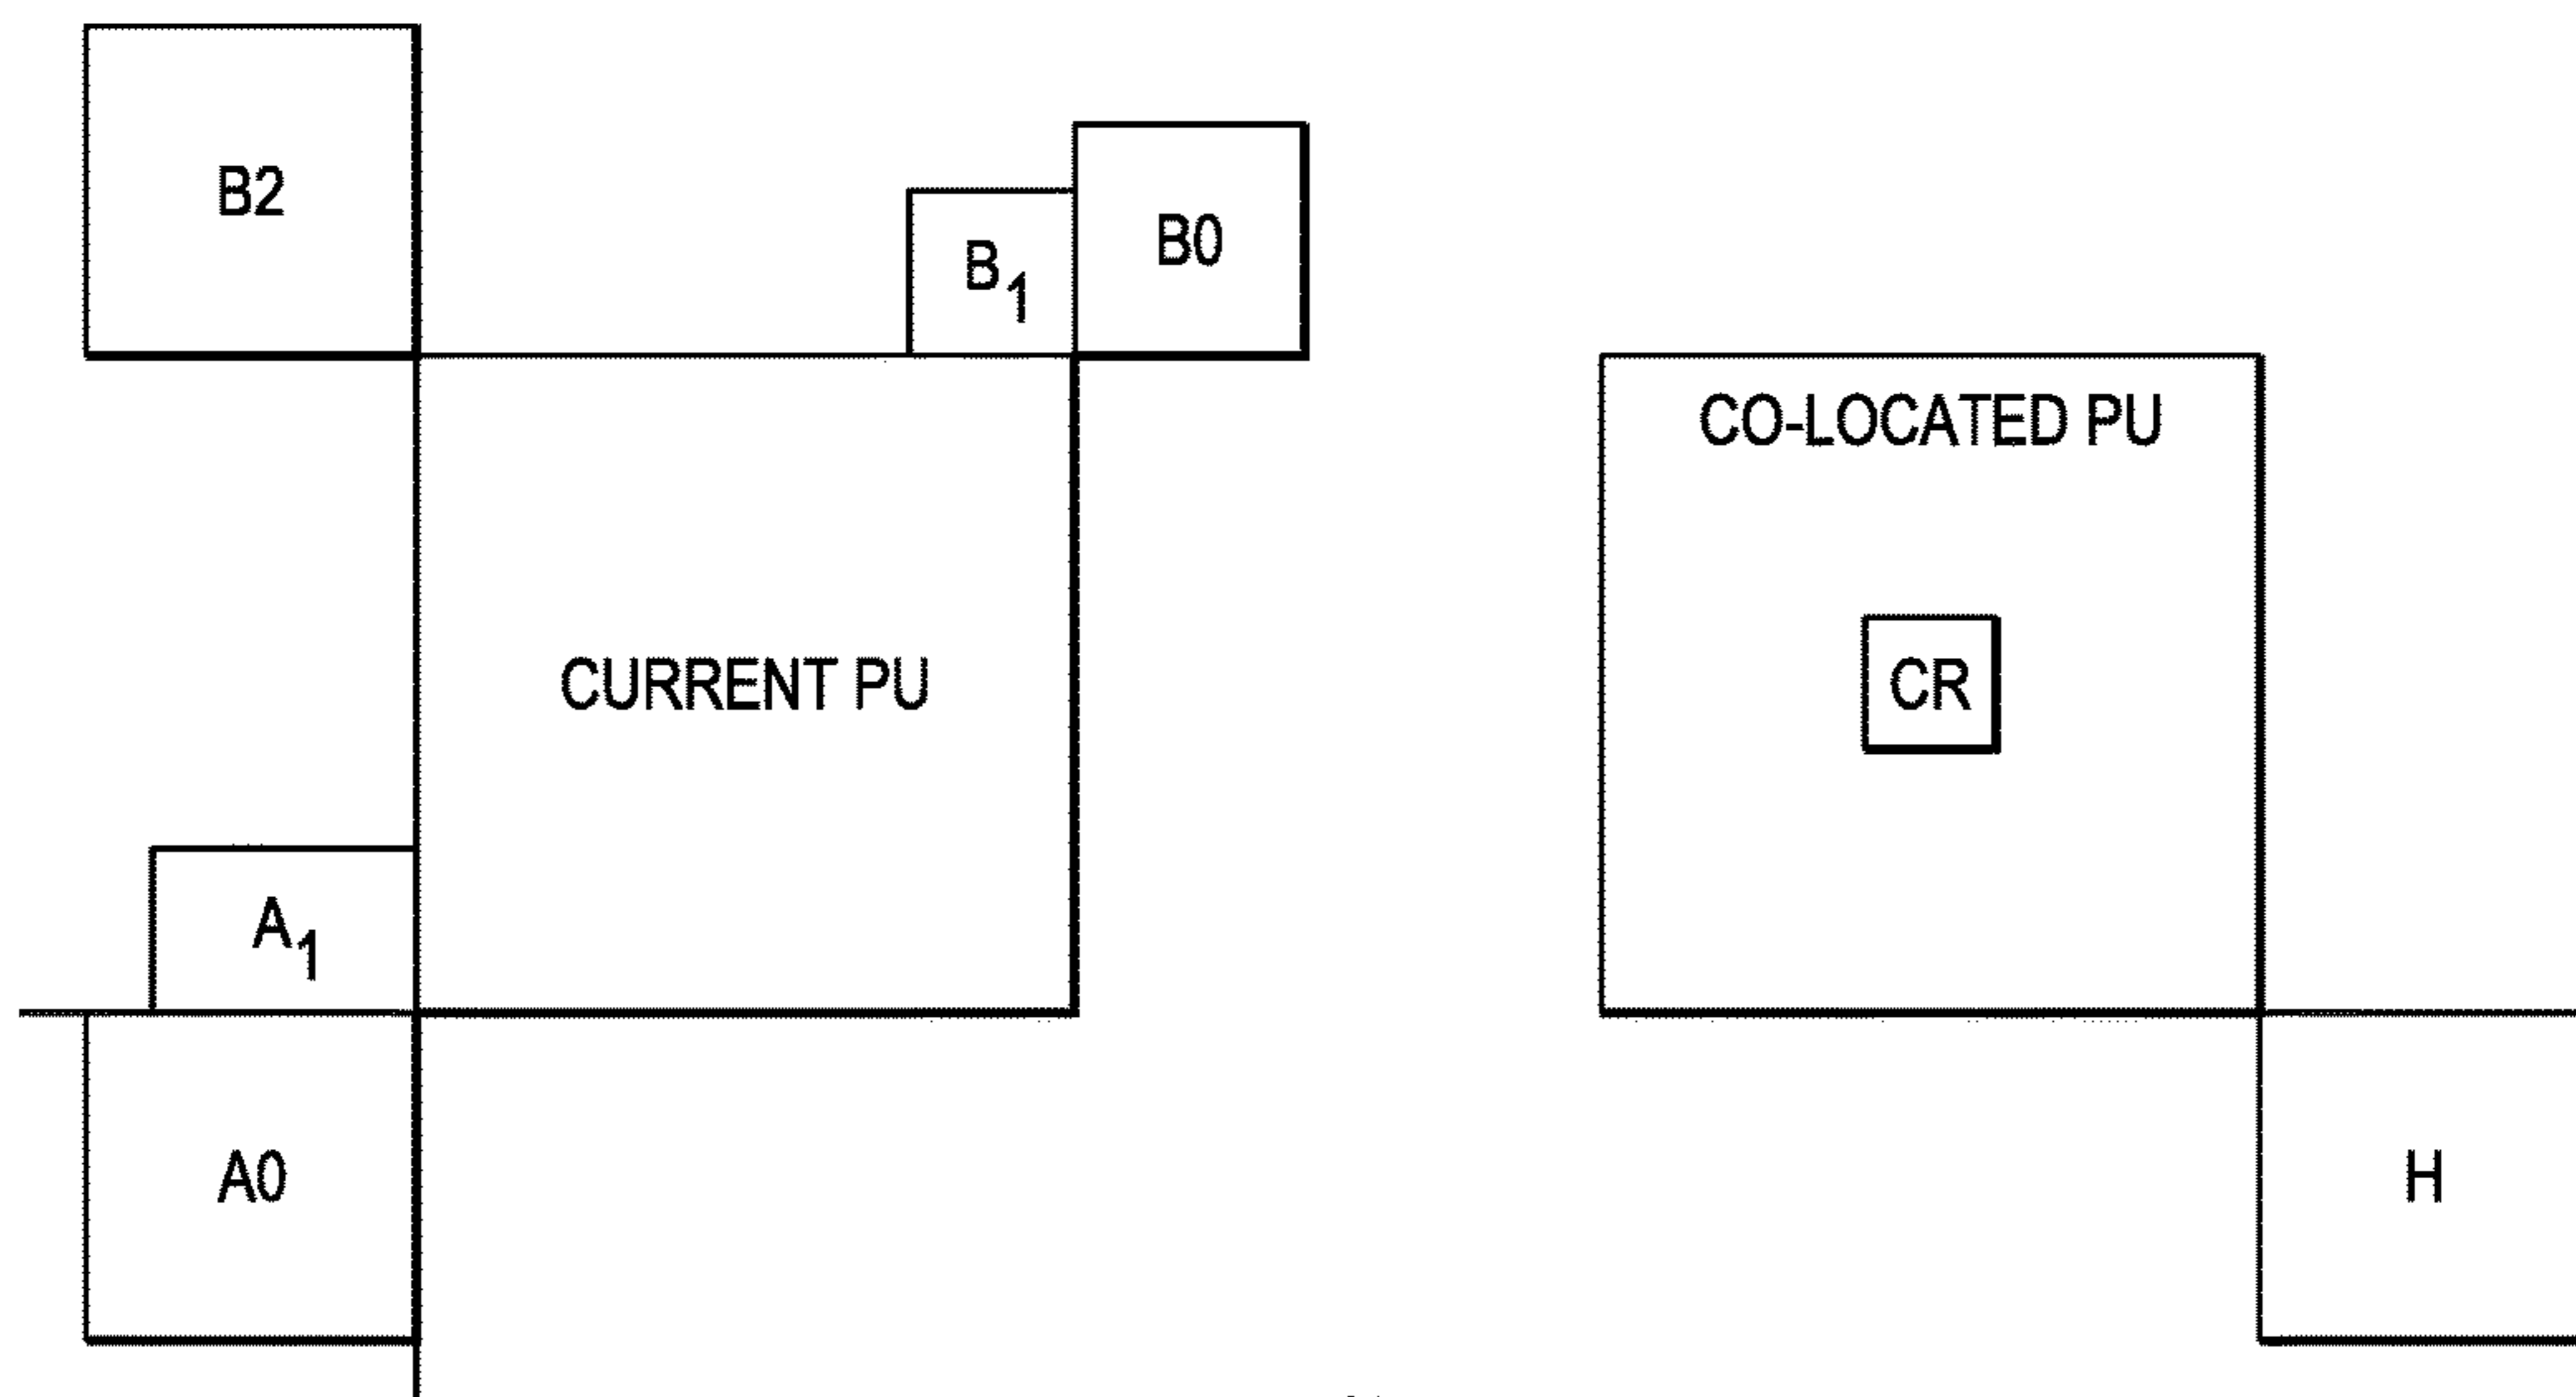 B2
B1
B0
CO-LOCATED PU
CURRENT PU
CR
A1
A0
H